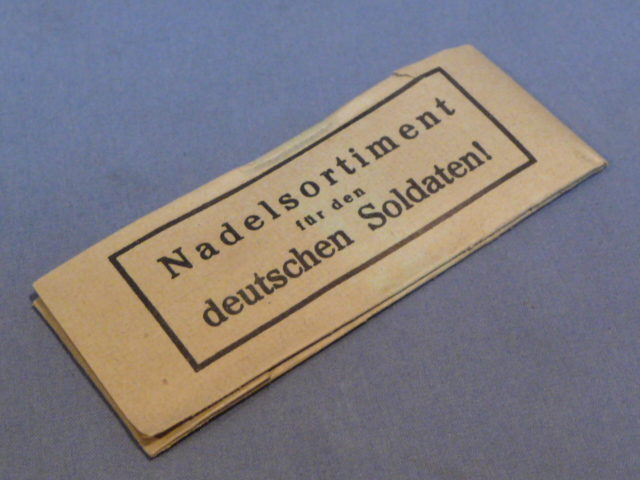 Nadelsortiment
für den
deutschen Soldaten!